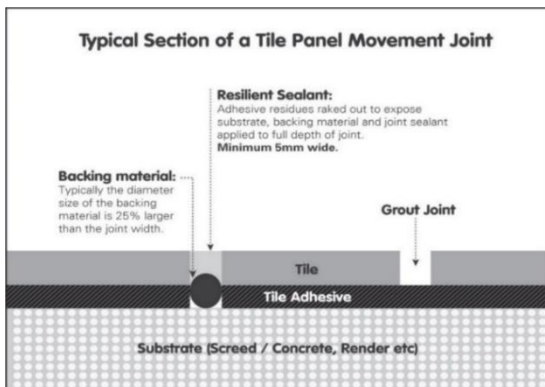 Typical Section of a Tile Panel Movement Joint
Resilient Sealant:
Adhesive residues raked out to expose
substrate, backing material and joint sealant
applied to full depth of joint.
Minimum 5mm wide.
Backing material:
Typically the diameter
size of the backing
material is 25% larger
than the joint width.
Grout Joint
Tile
Tile Adhesive
Substrate (Screed / Concrete, Render etc)